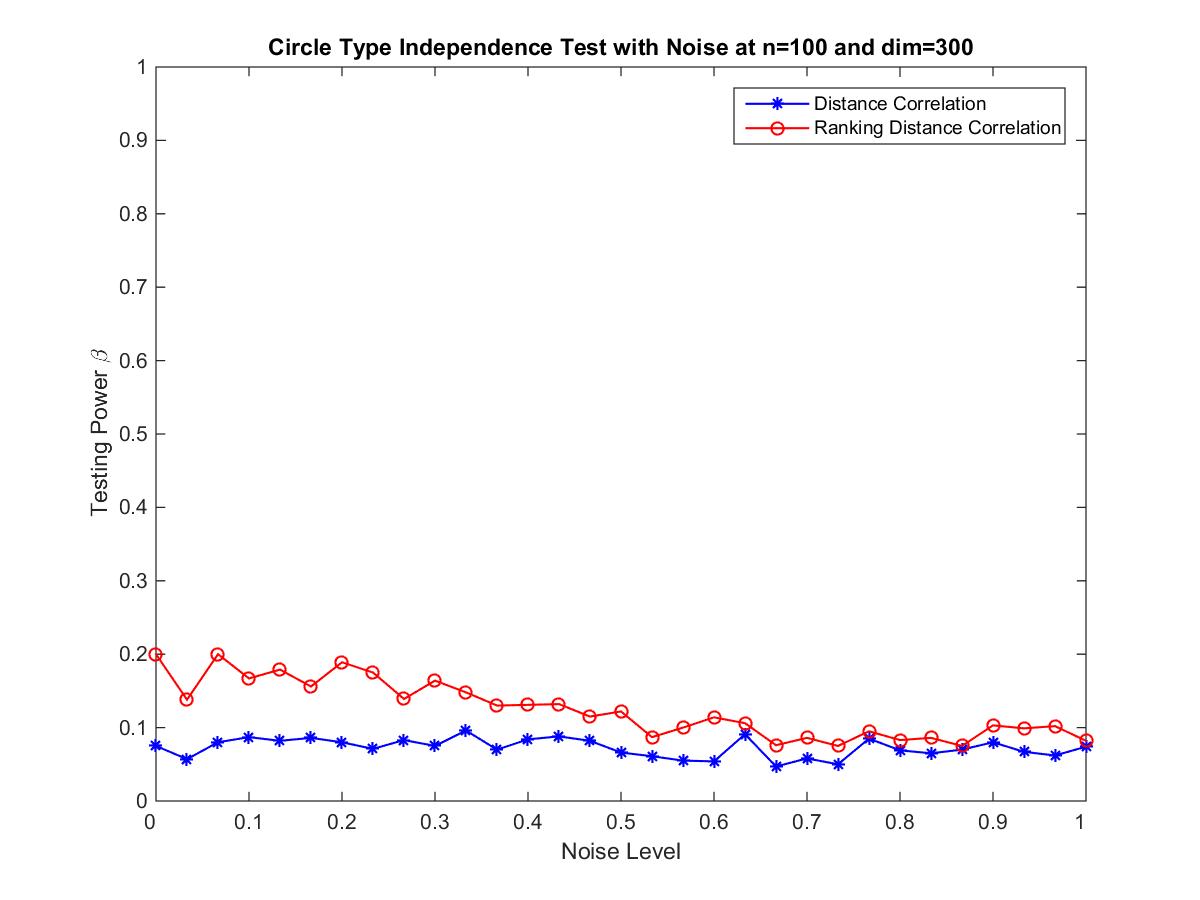 Circle Type Independence Test with Noise at n=100 and dim=300
Distance Correlation
Ranking Distance Correlation
1
0.9
0.8
0.7
0.6
0.5
0.4
0.3
0.2
0.1
0
Testing Power β
0 0.1 0.2 0.3 0.4 0.5 0.6 0.7 0.8 0.9 1
Noise Level